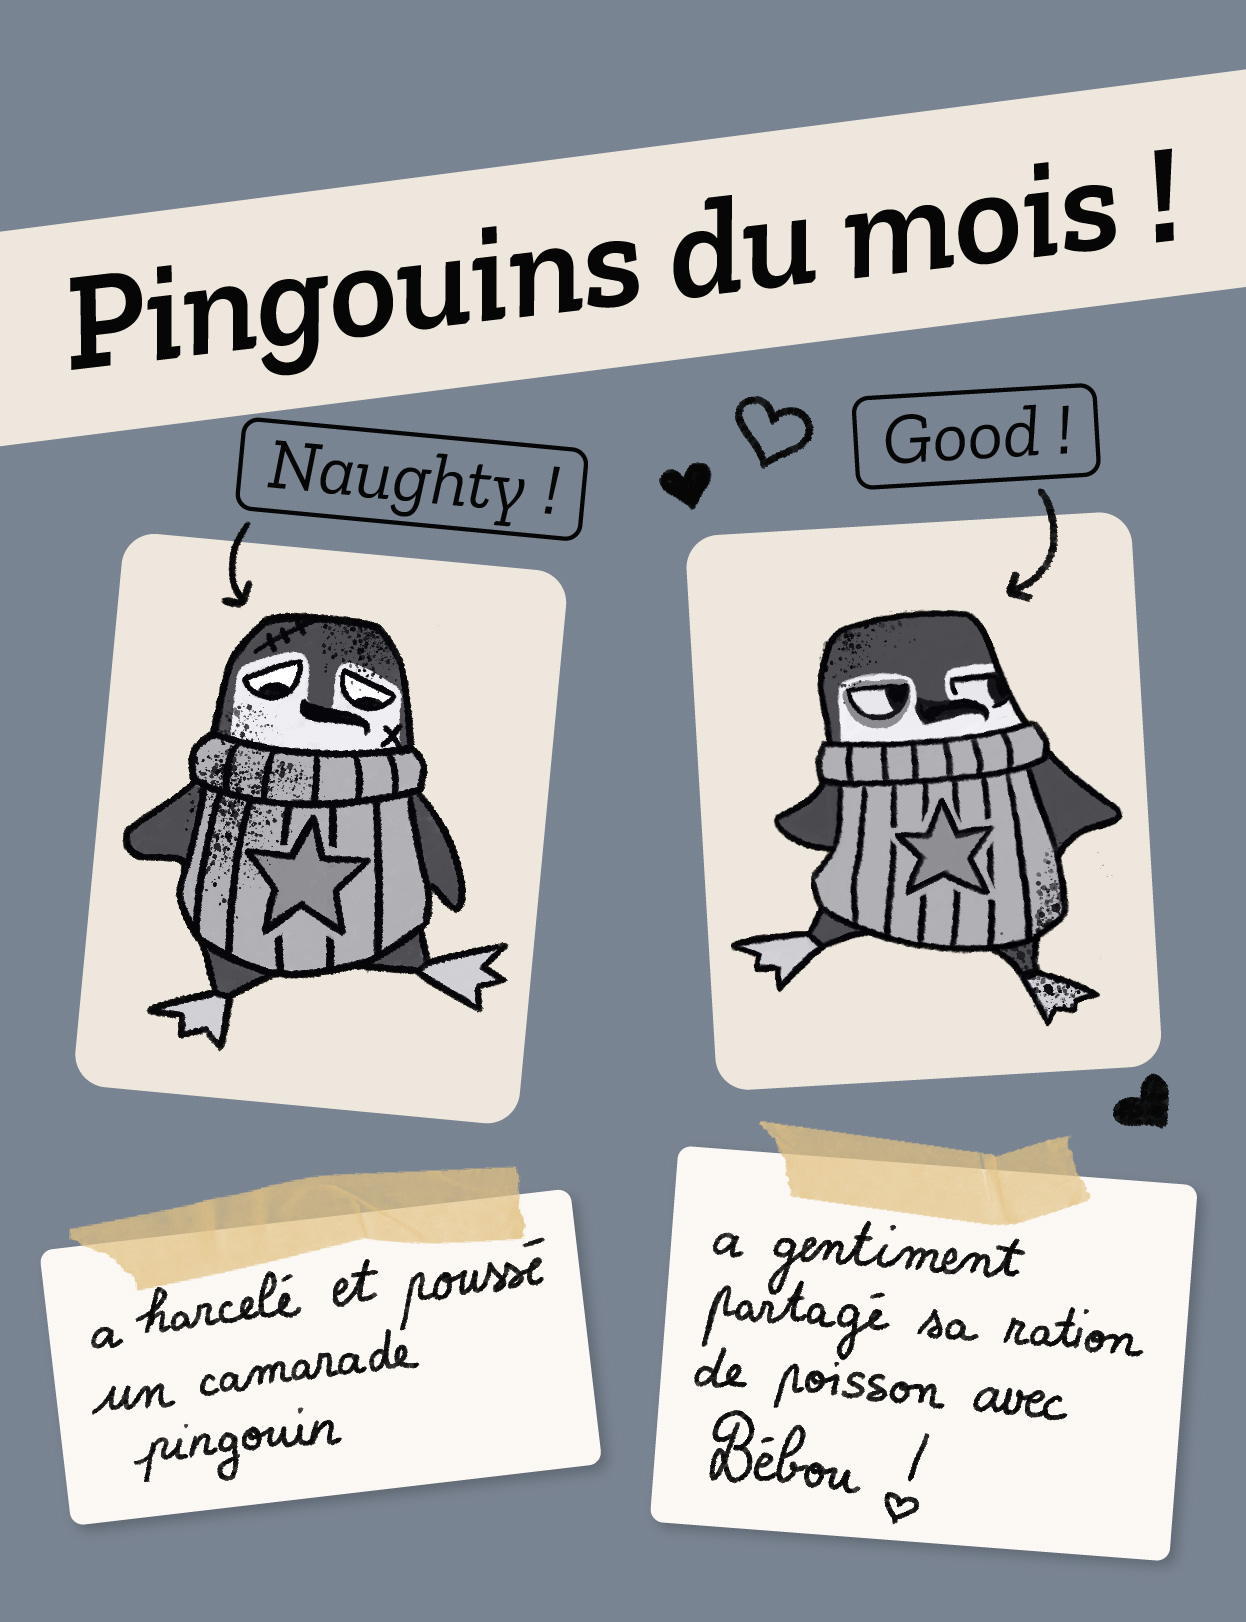 Pingouins du mois !
Naughty !
Good !
a harcelé et poussé
un camarade
pingouin
a gentiment
partagé sa ration
de poisson avec
Bébou !